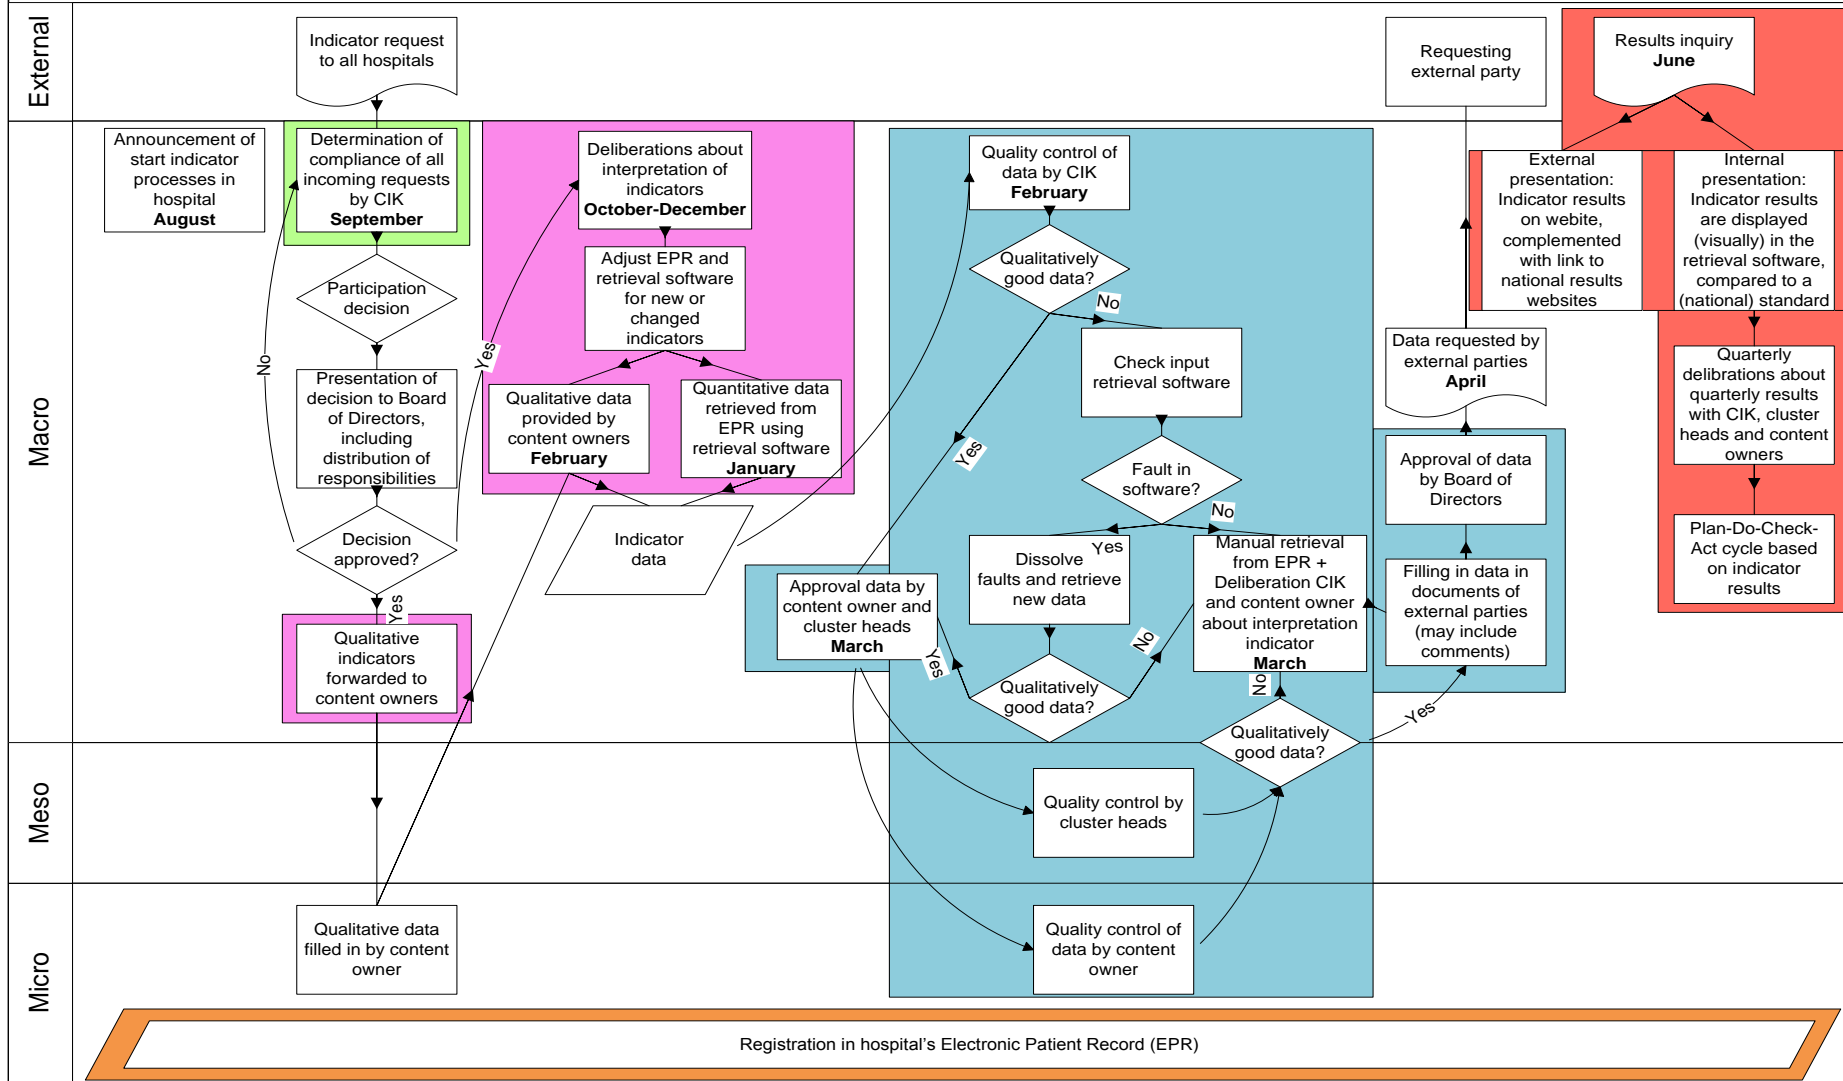 External
Indicator request
to all hospitals
Requesting
external party
Results inquiry
June
Macro
Announcement of
start indicator
processes in
hospital
August
Determination of
compliance of all
incoming requests
by CIK
September
Participation
decision
Presentation of
decision to Board
of Directors,
including
distribution of
responsibilities
Decision
approved?
No
Yes
Yes
Qualitative
indicators
forwarded to
content owners
Deliberations about
interpretation of
indicators
October-December
Adjust EPR and
retrieval software
for new or
changed
indicators
Qualitative data
provided by
content owners
February
Quantitative data
retrieved from
EPR using
retrieval software
January
Indicator
data
Quality control of
data by CIK
February
Qualitatively
good data?
No
Yes
Check input
retrieval software
Fault in
software?
No
Yes
Dissolve
faults and retrieve
new data
Manual retrieval
from EPR +
Deliberation CIK
and content owner
about interpretation
indicator
March
Approval data by
content owner and
cluster heads
March
Yes
No
Qualitatively
good data?
No
Yes
Qualitatively
good data?
Data requested by
external parties
April
Approval of data
by Board of
Directors
Filling in data in
documents of
external parties
(may include
comments)
External
presentation:
Indicator results
on webite,
complemented
with link to
national results
websites
Internal
presentation:
Indicator results
are displayed
(visually) in the
retrieval software,
compared to a
(national) standard
Quarterly
delibrations about
quarterly results
with CIK, cluster
heads and content
owners
Plan-Do-Check-
Act cycle based
on indicator
results
Meso
Quality control by
cluster heads
Micro
Qualitative data
filled in by content
owner
Quality control of
data by content
owner
Registration in hospital's Electronic Patient Record (EPR)